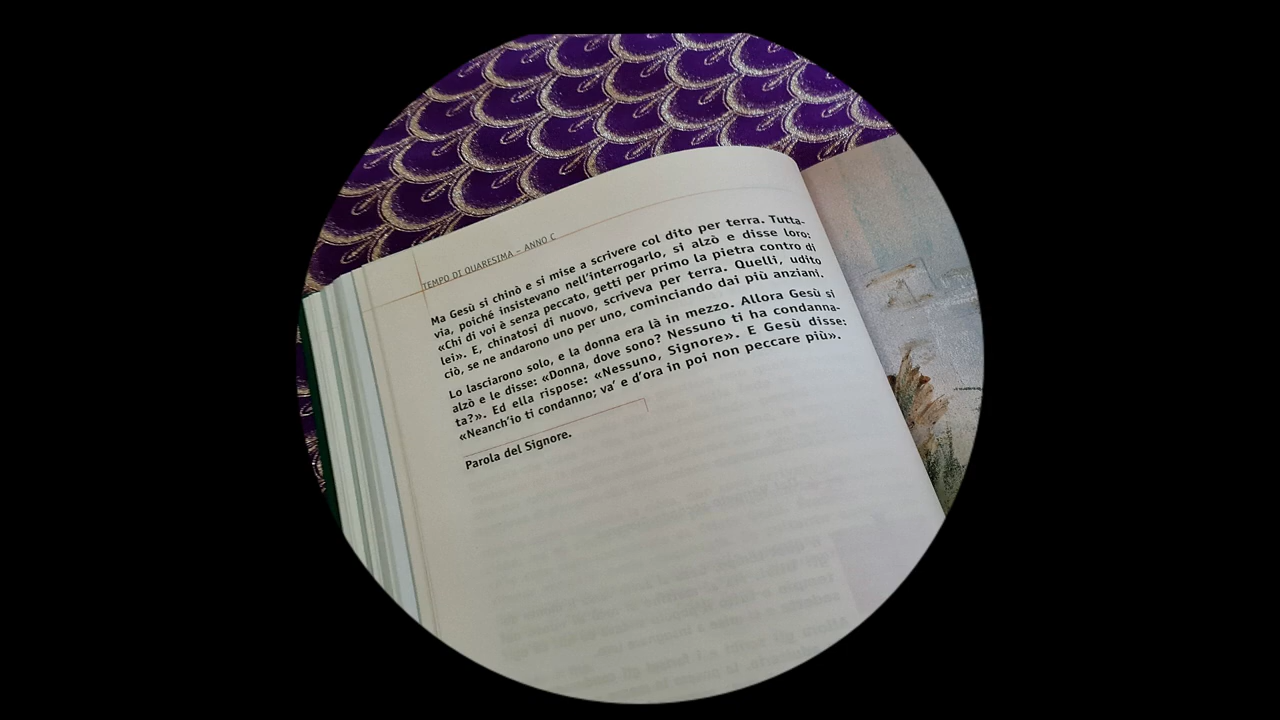 TEMPO DI QUARESIMA – ANNO C
Ma Gesù si chinò e si mise a scrivere col dito per terra. Tutta-
via, poiché insistevano nell'interrogarlo, si alzò e disse loro:
«Chi di voi è senza peccato, getti per primo la pietra contro di
lei». E, chinatosi di nuovo, scriveva per terra. Quelli, udito
ciò, se ne andarono uno per uno, cominciando dai più anziani.
Lo lasciarono solo, e la donna era là in mezzo. Allora Gesù si
alzò e le disse: «Donna, dove sono? Nessuno ti ha condanna-
ta?». Ed ella rispose: «Nessuno, Signore». E Gesù disse:
«Neanch'io ti condanno; va' e d'ora in poi non peccare più».
Parola del Signore.